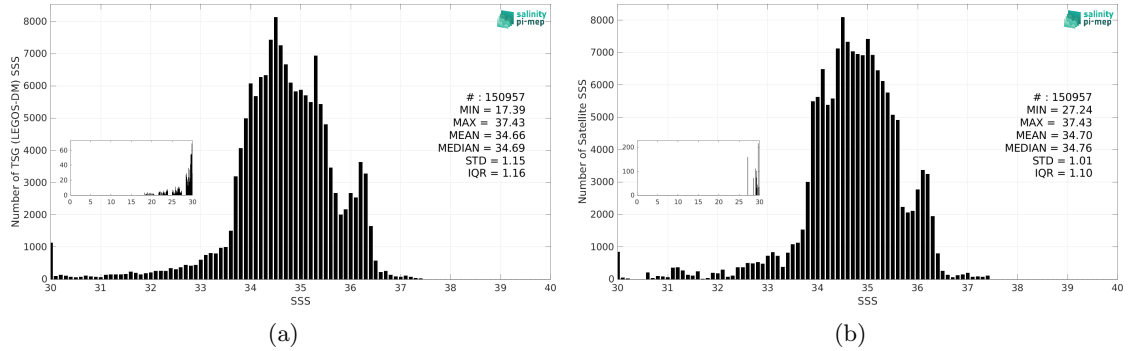 8000
7000
6000
5000
4000
3000
2000
1000
0
Number of TSG (LEGOS-DM) SSS
salinity
pi-mep
# : 150957
MIN = 17.39
MAX = 37.43
MEAN = 34.66
MEDIAN = 34.69
STD = 1.15
IQR = 1.16
60
40
20
0
0 5 10 15 20 25 30
30 31 32 33 34 35 36 37 38 39 40
SSS
(a)
8000
7000
6000
5000
4000
3000
2000
1000
0
Number of Satellite SSS
salinity
pi-mep
# : 150957
MIN = 27.24
MAX = 37.43
MEAN = 34.70
MEDIAN = 34.76
STD = 1.01
IQR = 1.10
200
100
0
0 5 10 15 20 25 30
30 31 32 33 34 35 36 37 38 39 40
SSS
(b)